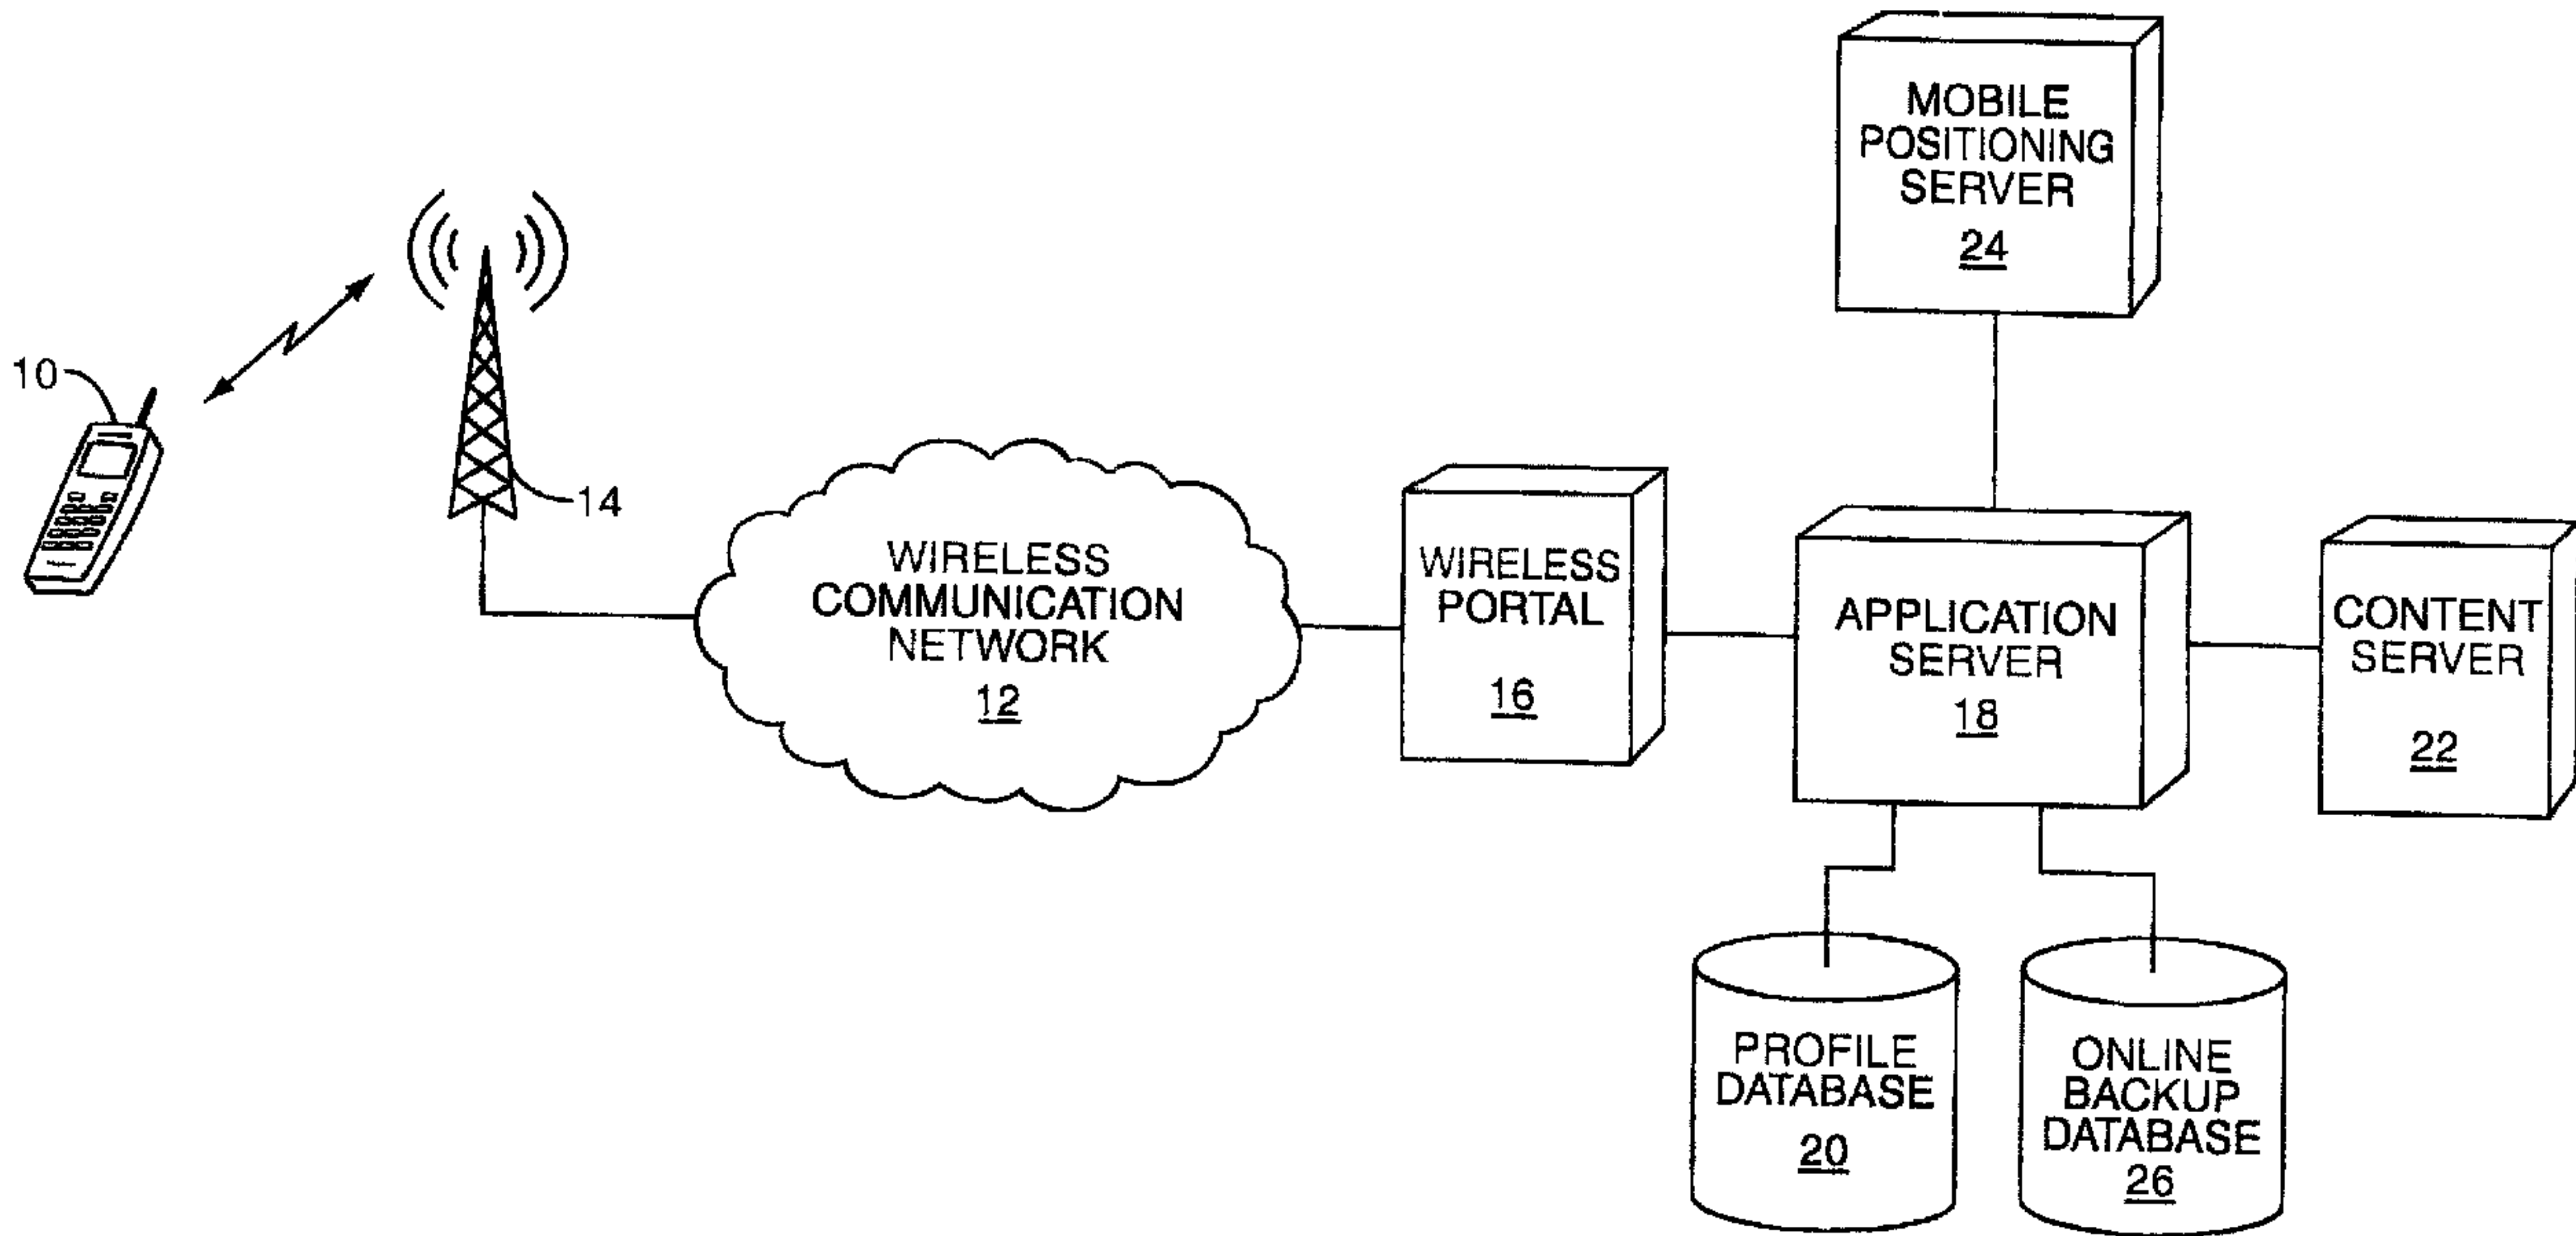 MOBILE
POSITIONING
SERVER
24
10
14
WIRELESS
COMMUNICATION
NETWORK
12
WIRELESS
PORTAL
16
APPLICATION
SERVER
18
CONTENT
SERVER
22
PROFILE
DATABASE
20
ONLINE
BACKUP
DATABASE
26